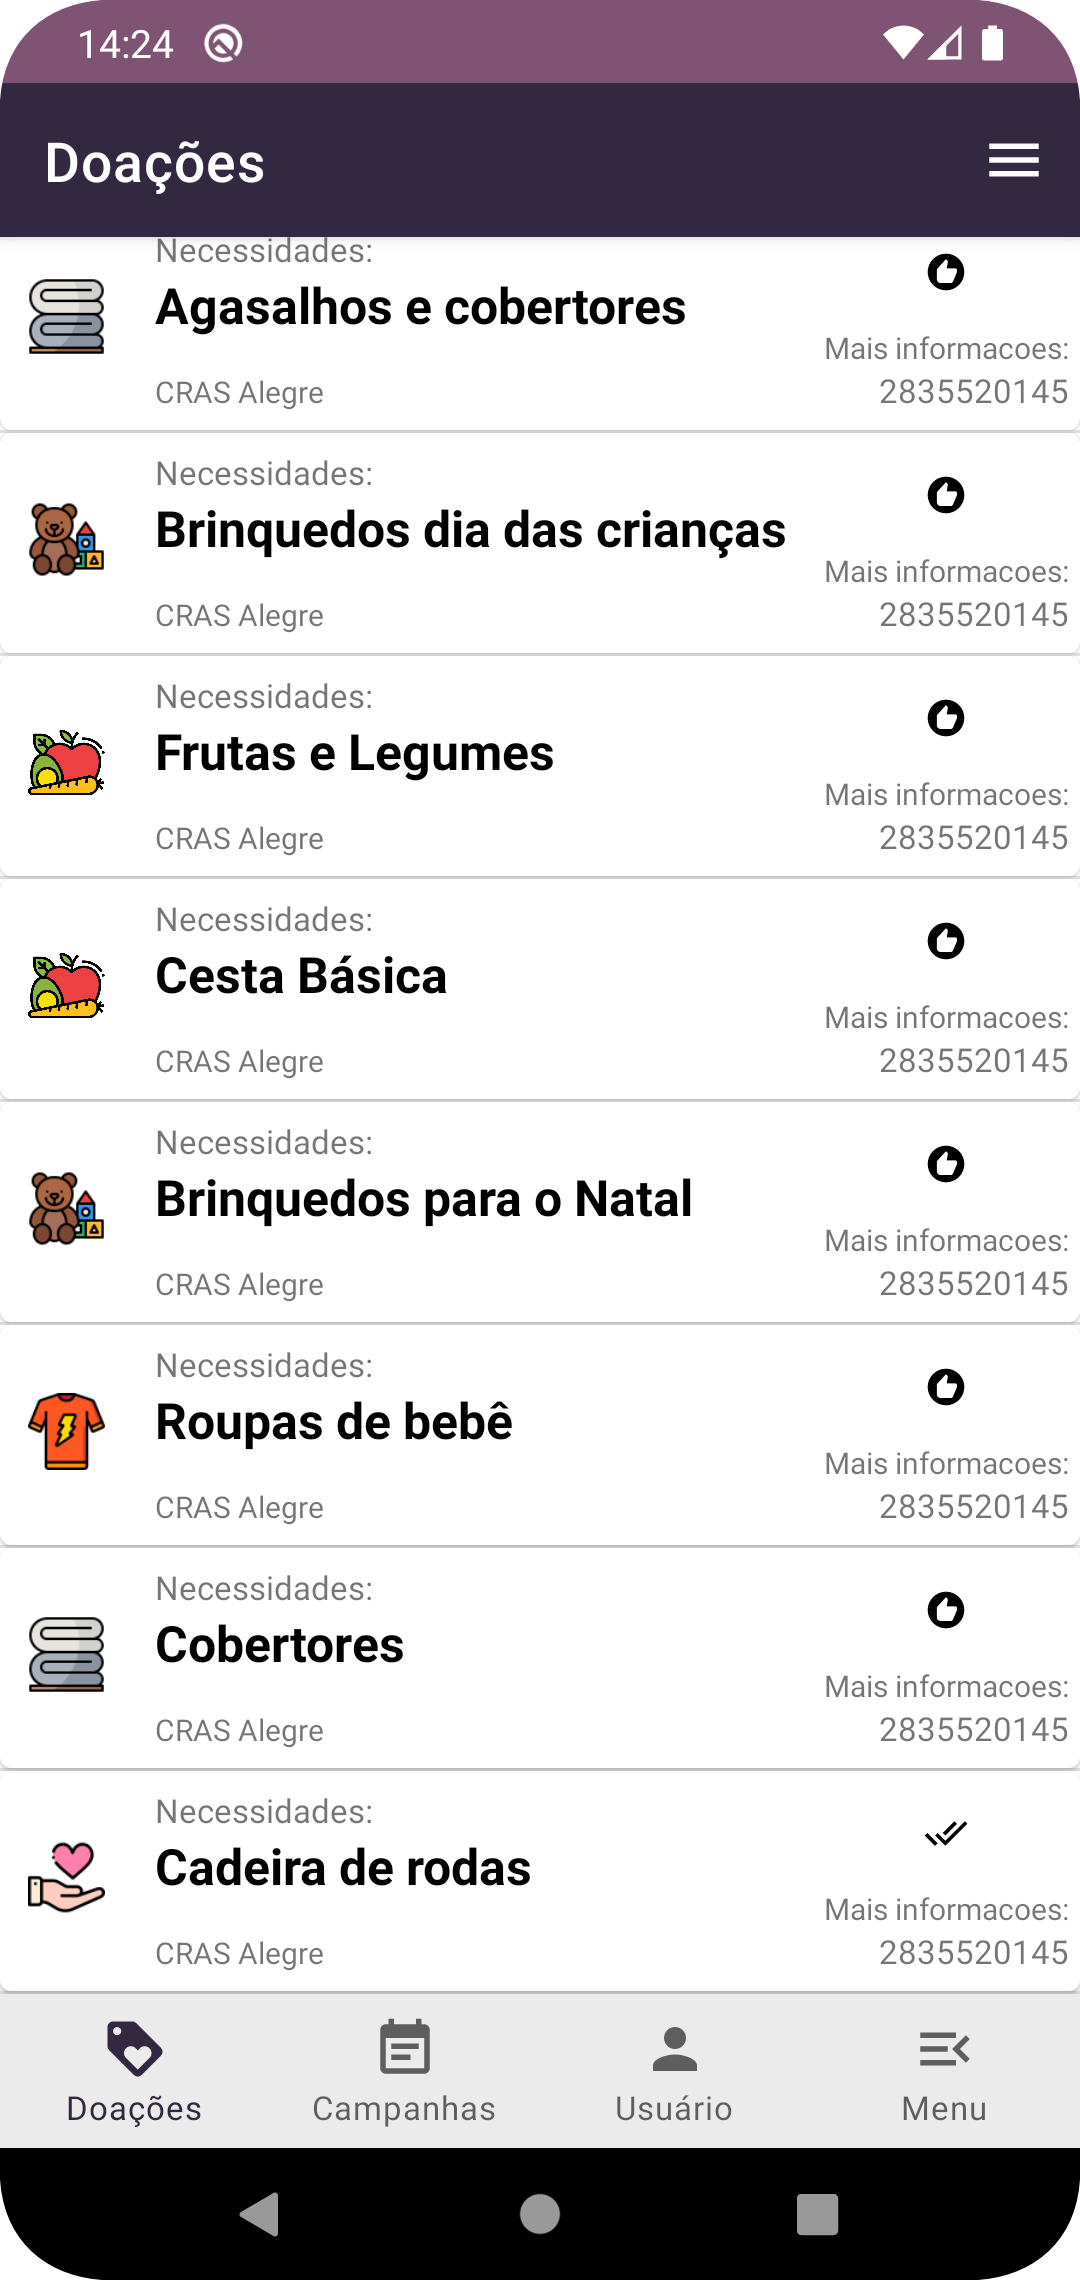 14:24
Doações
Necessidades:
Agasalhos e cobertores
Mais informacoes:
CRAS Alegre
2835520145
Necessidades:
Brinquedos dia das crianças
Mais informacoes:
CRAS Alegre
2835520145
Necessidades:
Frutas e Legumes
Mais informacoes:
CRAS Alegre
2835520145
Necessidades:
Cesta Básica
Mais informacoes:
CRAS Alegre
2835520145
Necessidades:
Brinquedos para o Natal
Mais informacoes:
CRAS Alegre
2835520145
Necessidades:
Roupas de bebê
Mais informacoes:
CRAS Alegre
2835520145
Necessidades:
Cobertores
Mais informacoes:
CRAS Alegre
2835520145
Necessidades:
Cadeira de rodas
Mais informacoes:
CRAS Alegre
2835520145
Doações
Campanhas
Usuário
Menu